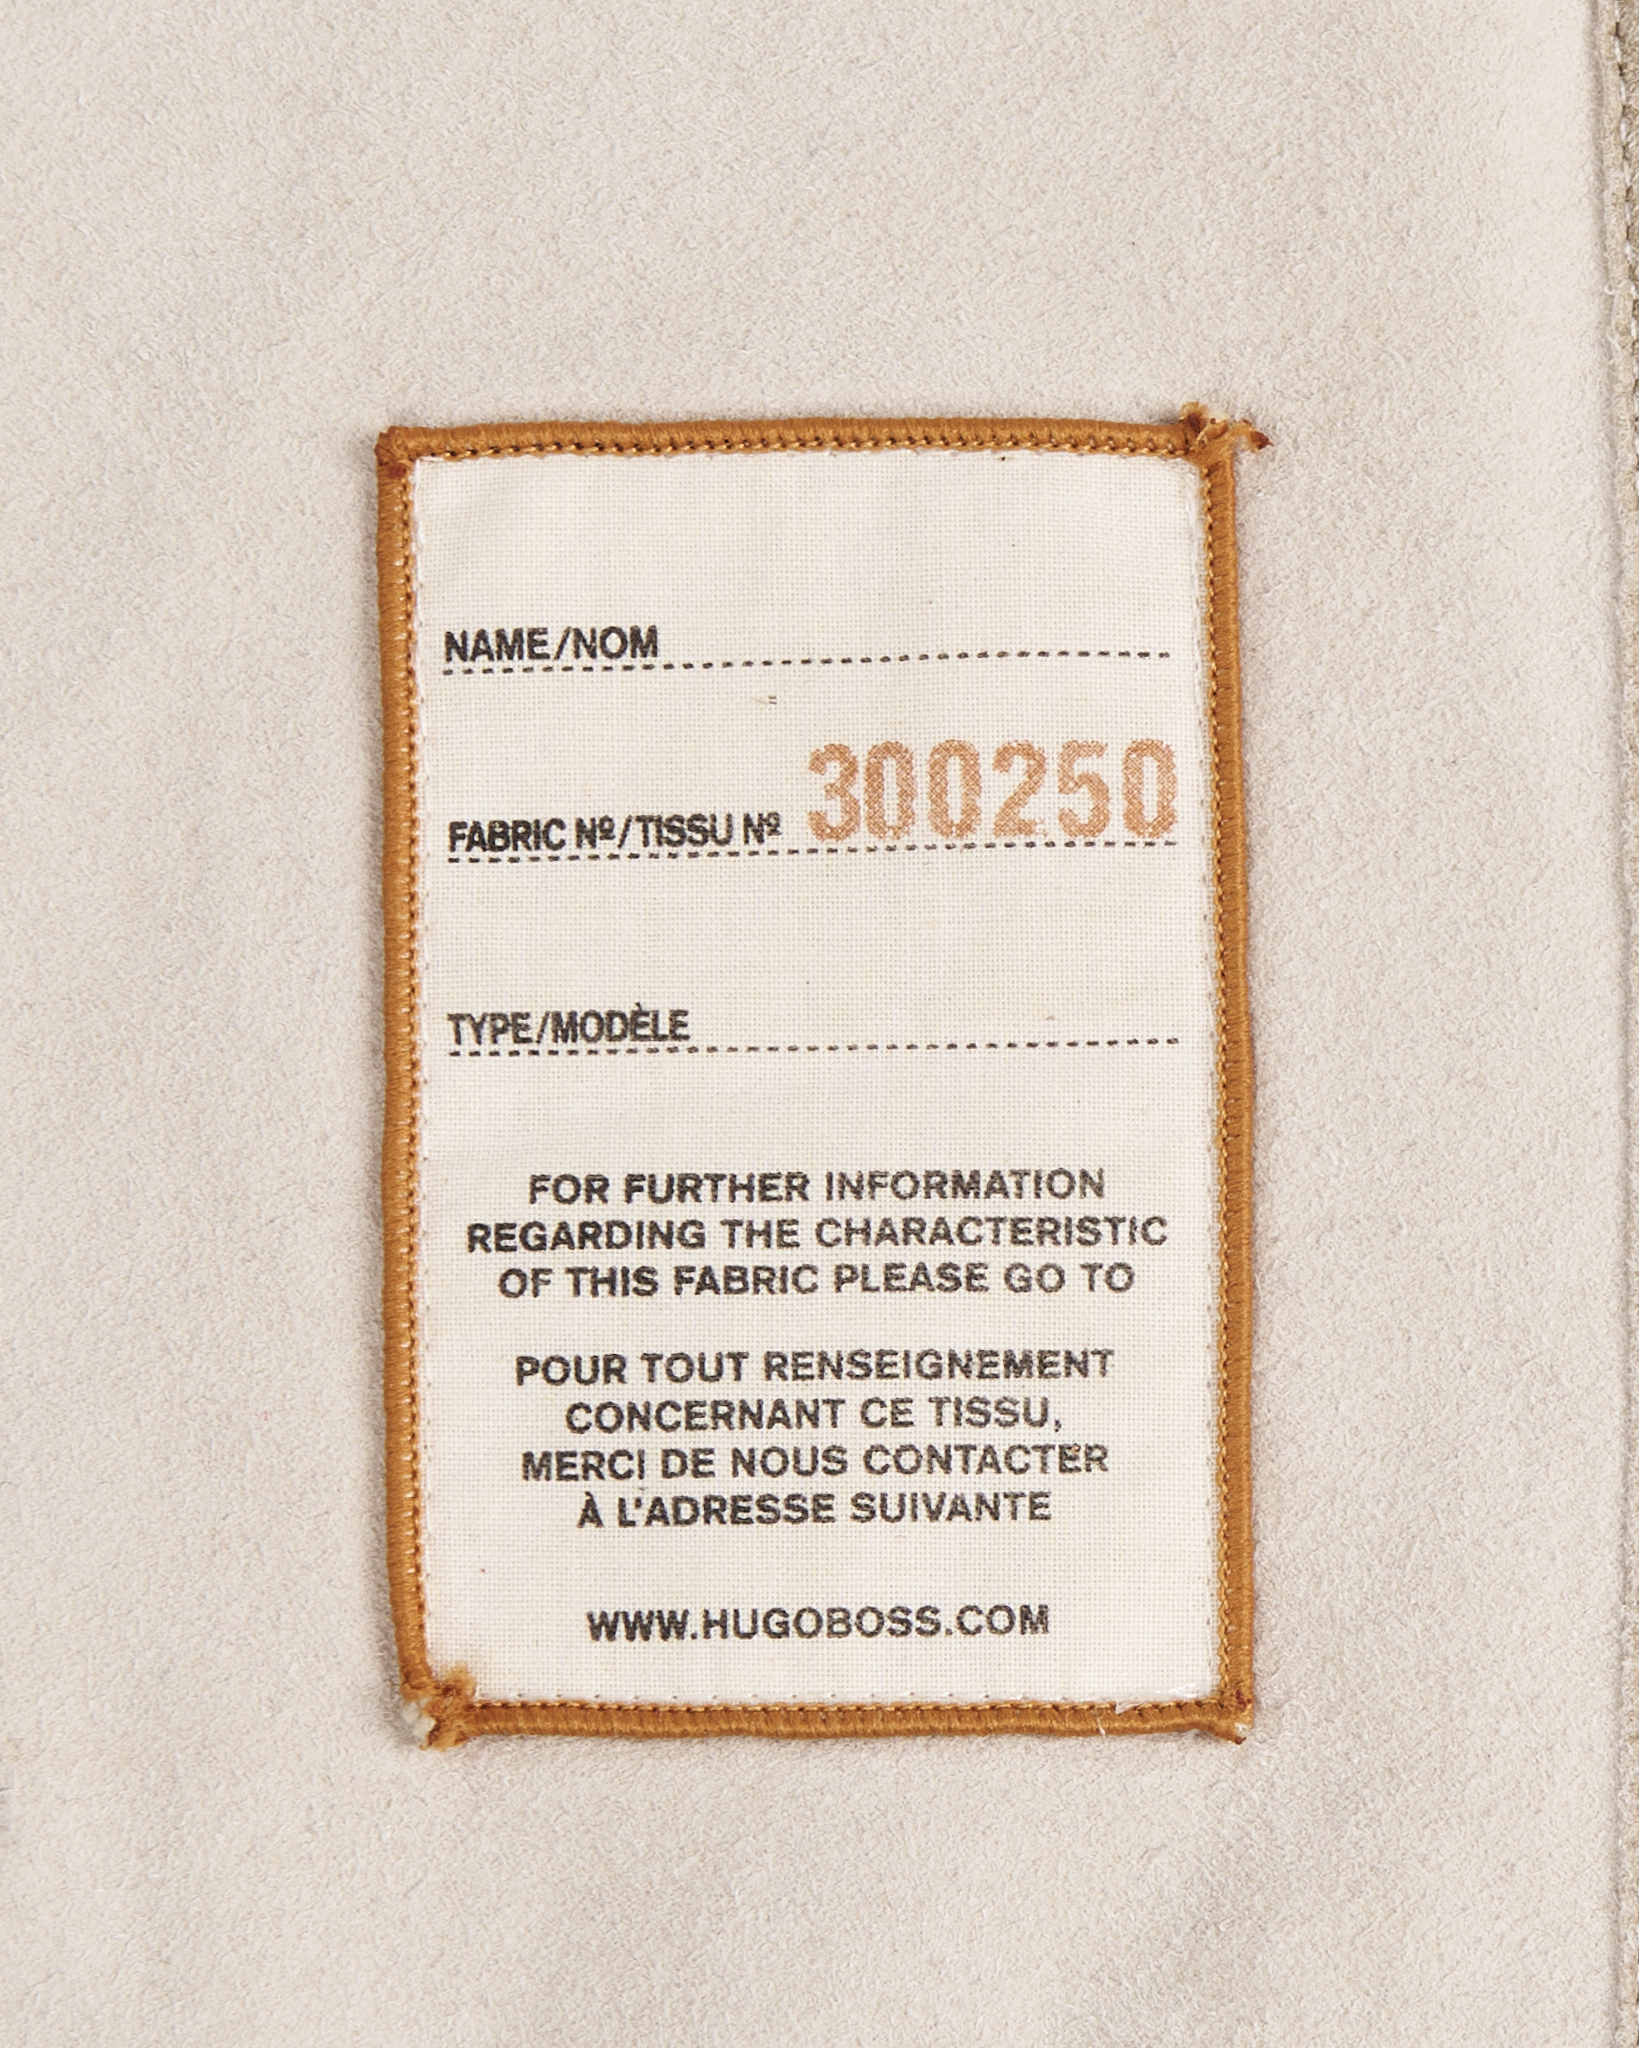 NAME/NOM
FABRIC Nº/TISSU Nº 300250
TYPE/MODÈLE
FOR FURTHER INFORMATION
REGARDING THE CHARACTERISTIC
OF THIS FABRIC PLEASE GO TO
POUR TOUT RENSEIGNEMENT
CONCERNANT CE TISSU,
MERCI DE NOUS CONTACTER
À L'ADRESSE SUIVANTE
WWW.HUGOBOSS.COM